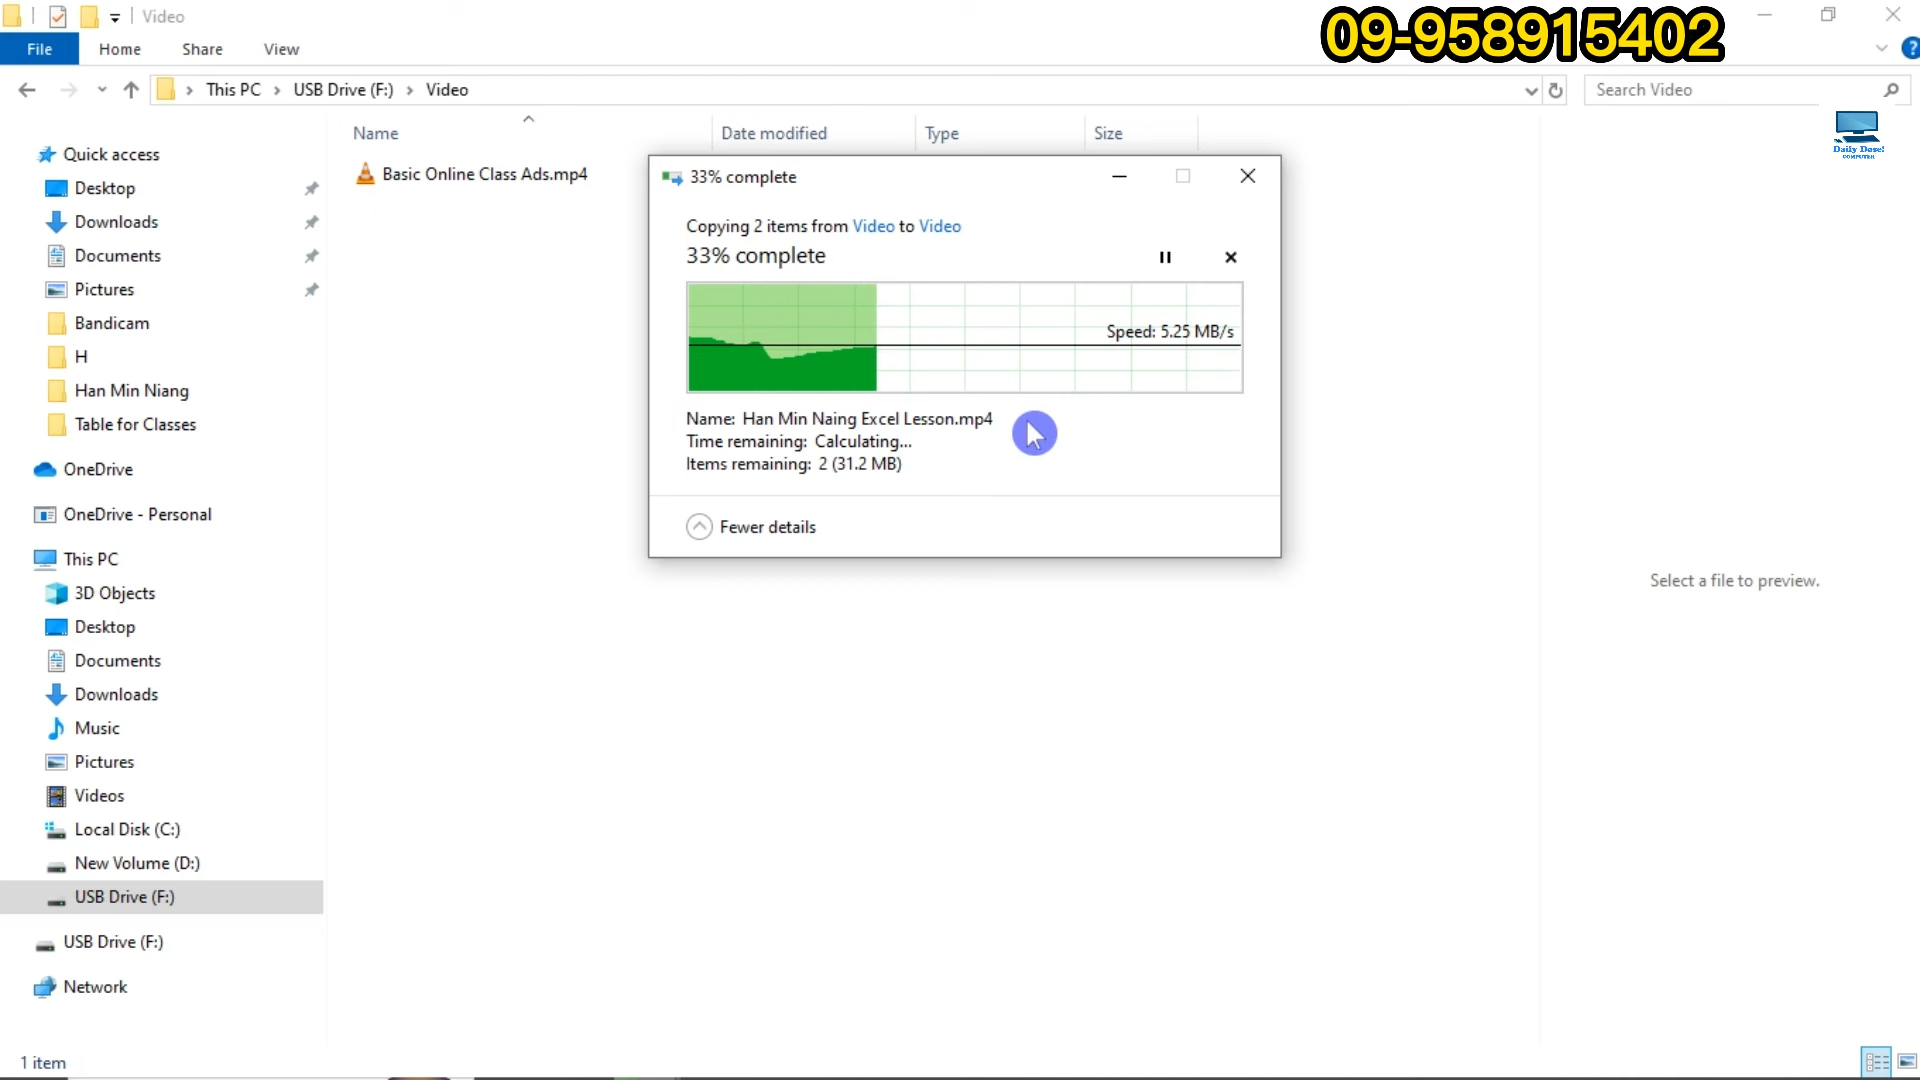 Video
09-958915402
File Home Share View
This PC USB Drive (F:) Video
Search Video
Daily Dose!
COMPUTER
Name Date modified Type Size
Basic Online Class Ads.mp4
Quick access
Desktop
Downloads
Documents
Pictures
Bandicam
H
Han Min Niang
Table for Classes
OneDrive
OneDrive - Personal
This PC
3D Objects
Desktop
Documents
Downloads
Music
Pictures
Videos
Local Disk (C:)
New Volume (D:)
USB Drive (F:)
USB Drive (F:)
Network
1 item
33% complete
Copying 2 items from Video to Video
33% complete
Speed: 5.25 MB/s
Name: Han Min Naing Excel Lesson.mp4
Time remaining: Calculating...
Items remaining: 2 (31.2 MB)
Fewer details
Select a file to preview.